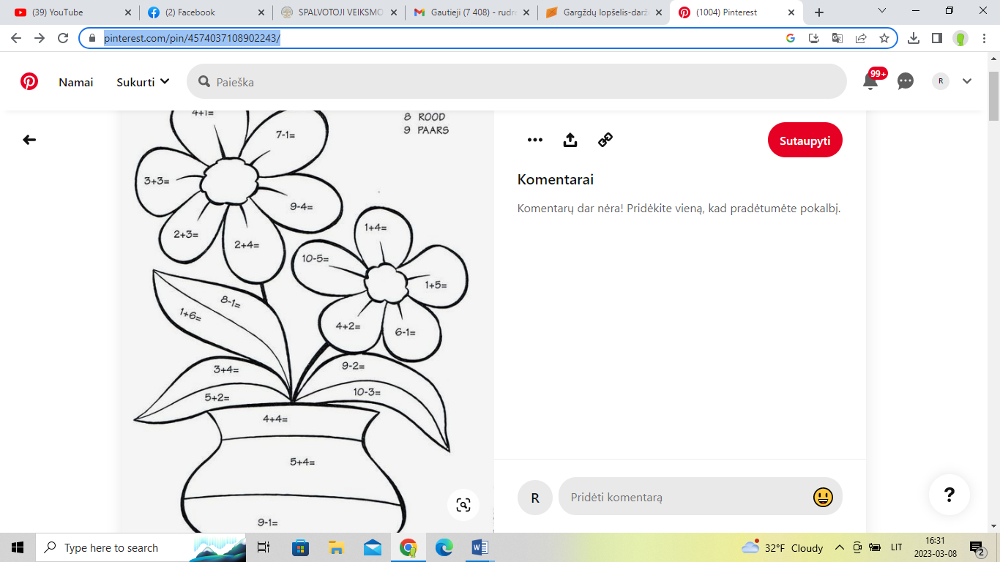 (39) YouTube
(2) Facebook
SPALVOTOJI VEIKSMO
Gautieji (7 408) - rudre
Gargždų lopšelis-darž
(1004) Pinterest
pinterest.com/pin/4574037108902243/
Namai
Sukurti
Paieška
99+
R
4+1=
8 ROOD
9 PAARS
7-1=
3+3=
9-4=
2+3=
2+4=
1+4=
10-5=
1+5=
4+2=
6-1=
8-1=
1+6=
3+4=
9-2=
5+2=
10-3=
4+4=
5+4=
9-1=
Sutaupyti
Komentarai
Komentarų dar nėra! Pridėkite vieną, kad pradėtumėte pokalbį.
R
Pridėti komentarą
?
Type here to search
32°F Cloudy
LIT
16:31
2023-03-08
2